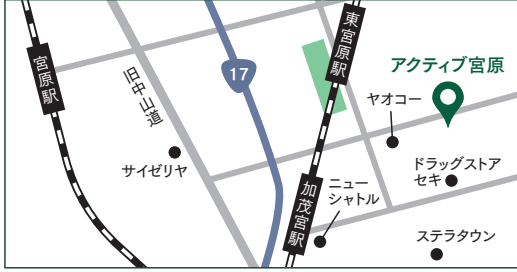 宮原駅
旧中山道
サイゼリヤ
17
東宮原駅
加茂宮駅
ニュー
シャトル
アクティブ宮原
ヤオコー
ドラッグストア
セキ
ステラタウン